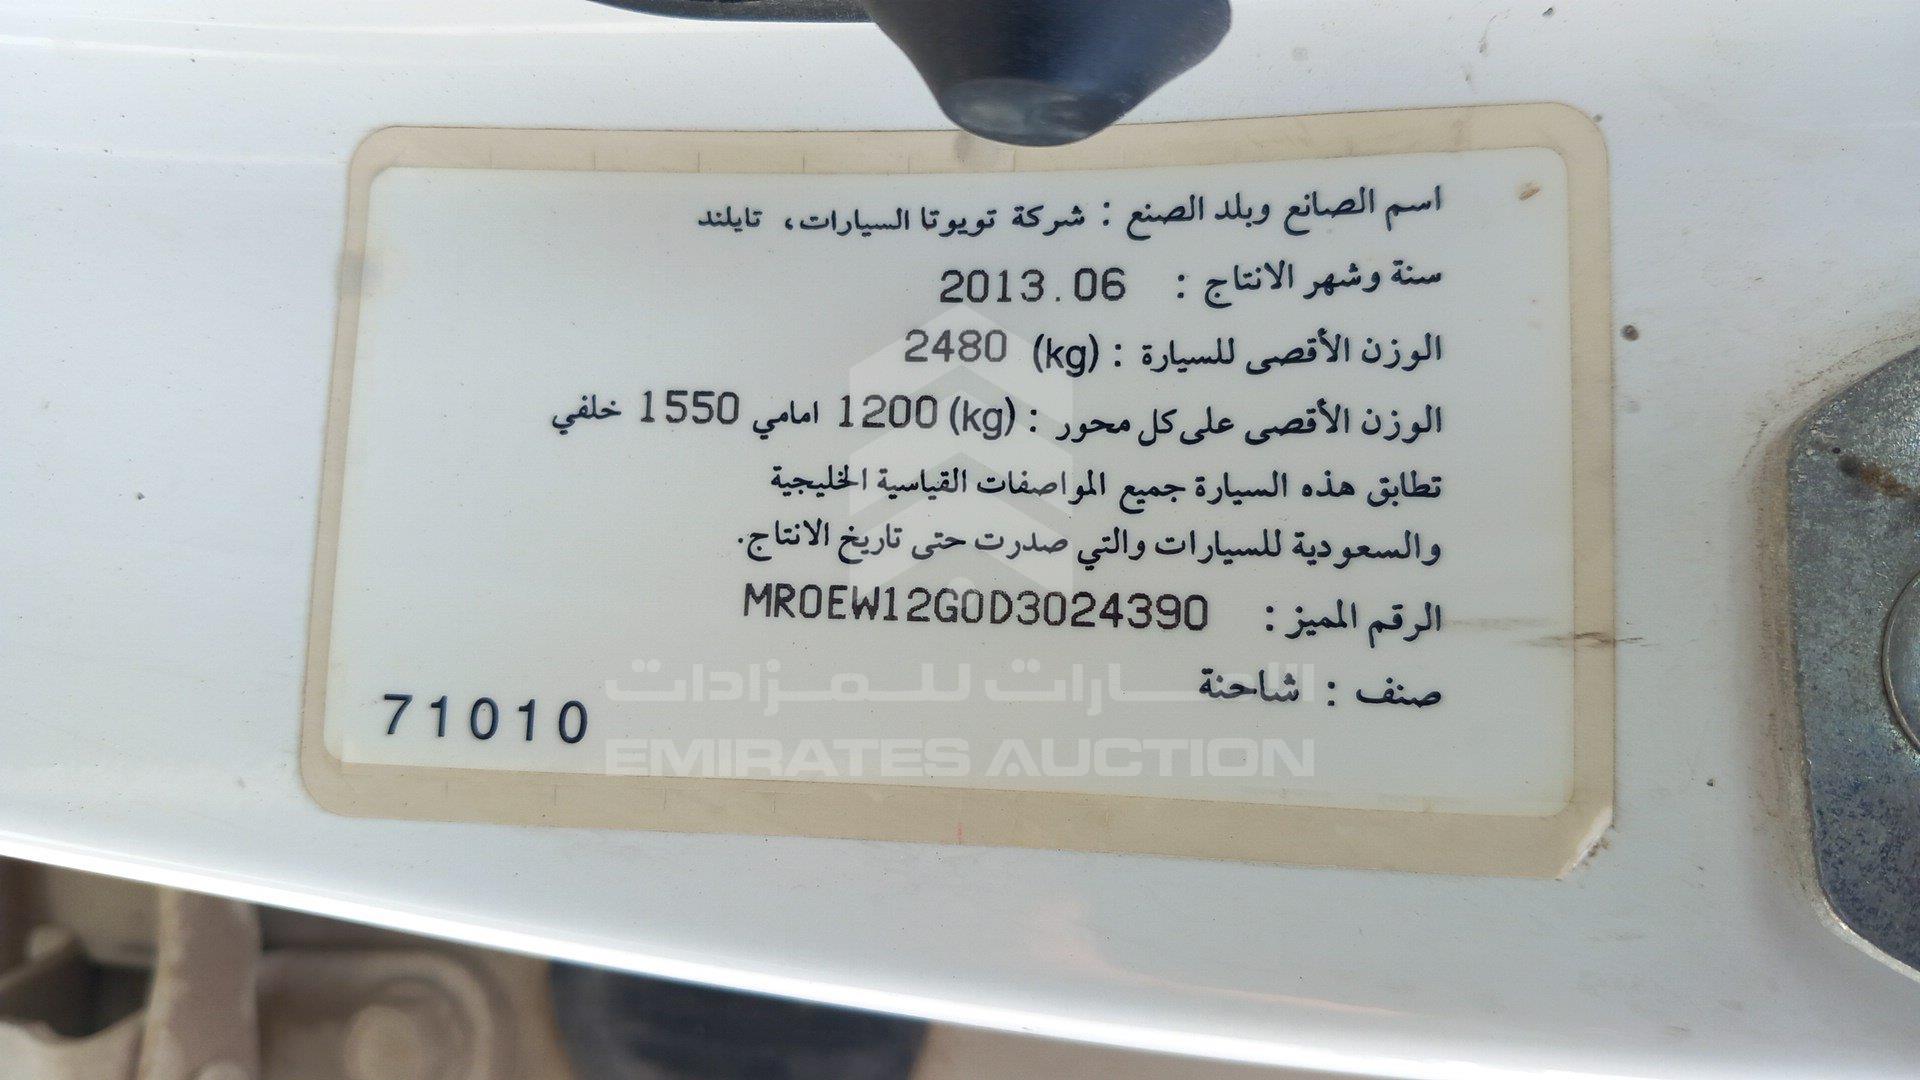 اسم الصانع وبلد الصنع : شركة تويوتا السيارات، تايلند
سنة وشهر الانتاج : 2013.06
الوزن الأقصى للسيارة : (kg) 2480
الوزن الأقصى على كل محور : (kg) 1200 امامي 1550 خلفي
تطابق هذه السيارة جميع المواصفات القياسية الخليجية
والسعودية للسيارات والتي صدرت حتى تاريخ الانتاج.
الرقم المميز : MR0EW12G0D3024390
صنف : شاحنة
71010
الإمارات للمزادات
EMIRATES AUCTION